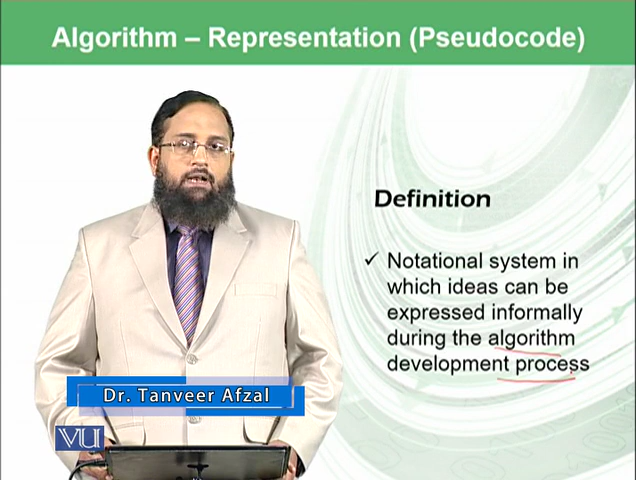 Algorithm – Representation (Pseudocode)
Definition
✓ Notational system in
which ideas can be
expressed informally
during the algorithm
development process
Dr. Tanveer Afzal
VU